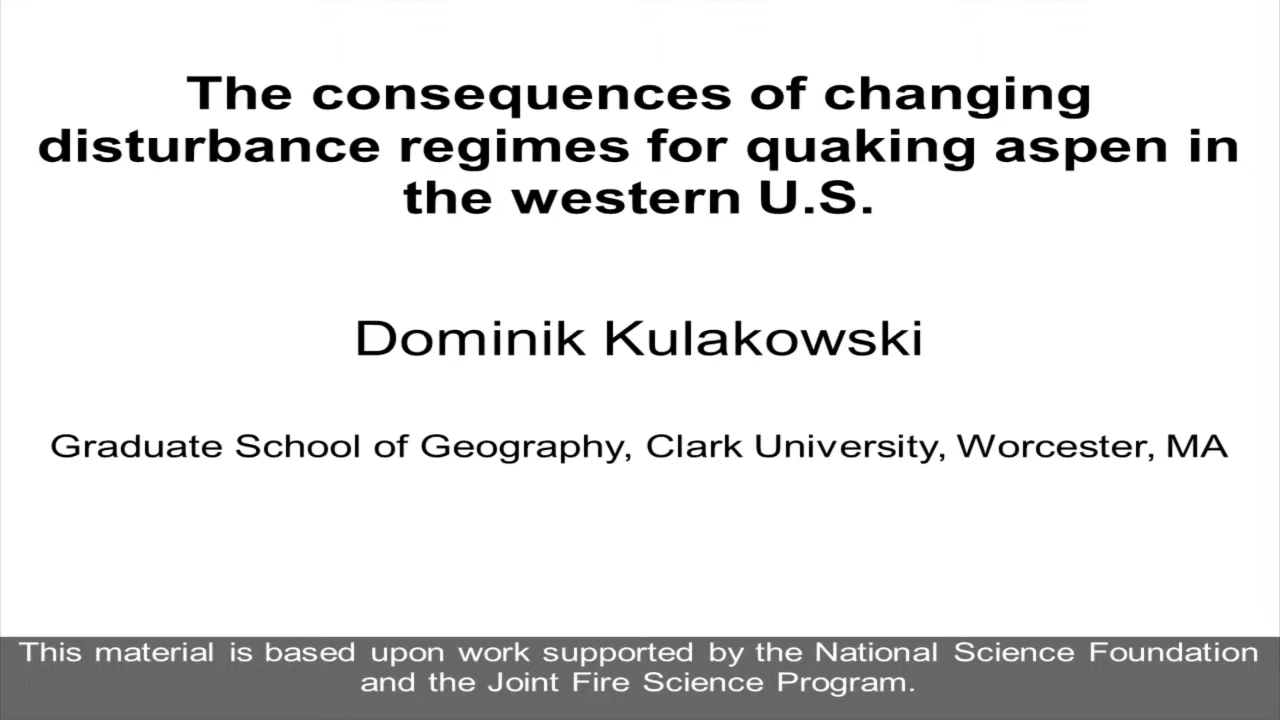 The consequences of changing
disturbance regimes for quaking aspen in
the western U.S.
Dominik Kulakowski
Graduate School of Geography, Clark University, Worcester, MA
This material is based upon work supported by the National Science Foundation
and the Joint Fire Science Program.